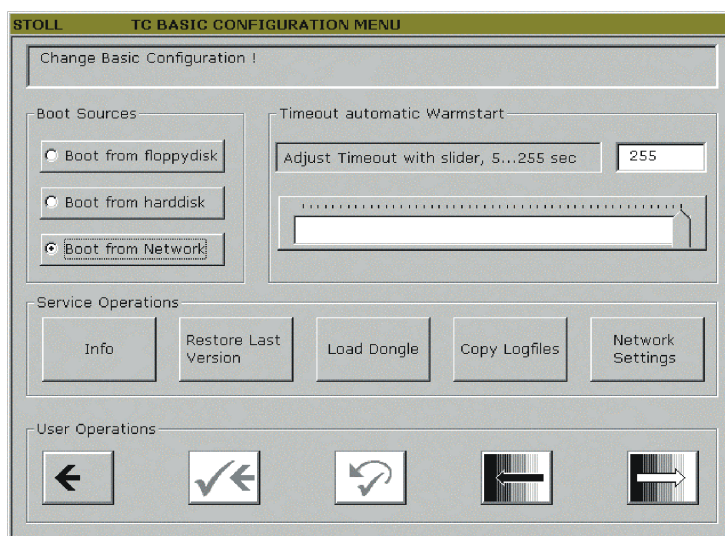 STOLL TC BASIC CONFIGURATION MENU
Change Basic Configuration !
Boot Sources
Boot from floppydisk
Boot from harddisk
Boot from Network
Timeout automatic Warmstart
Adjust Timeout with slider, 5...255 sec
255
Service Operations
Info
Restore Last
Version
Load Dongle
Copy Logfiles
Network
Settings
User Operations